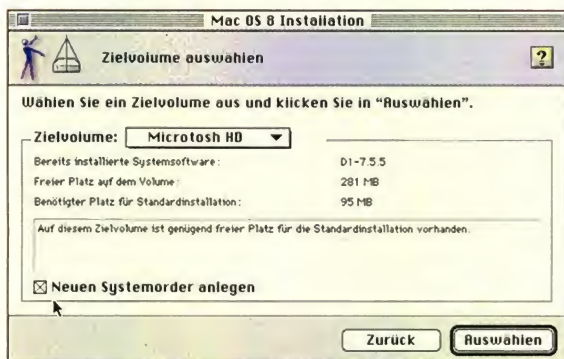 Mac OS 8 Installation
Zielvolume auswählen
?
Wählen Sie ein Zielvolume aus und klicken Sie in “Auswählen”.
Zielvolume: Microtosh HD
Bereits installierte Systemsoftware: D1-7.5.5
Freier Platz auf dem Volume: 281 MB
Benötigter Platz für Standardinstallation: 95 MB
Auf diesem Zielvolume ist genügend freier Platz für die Standardinstallation vorhanden.
Neuen Systemorder anlegen
Zurück Auswählen